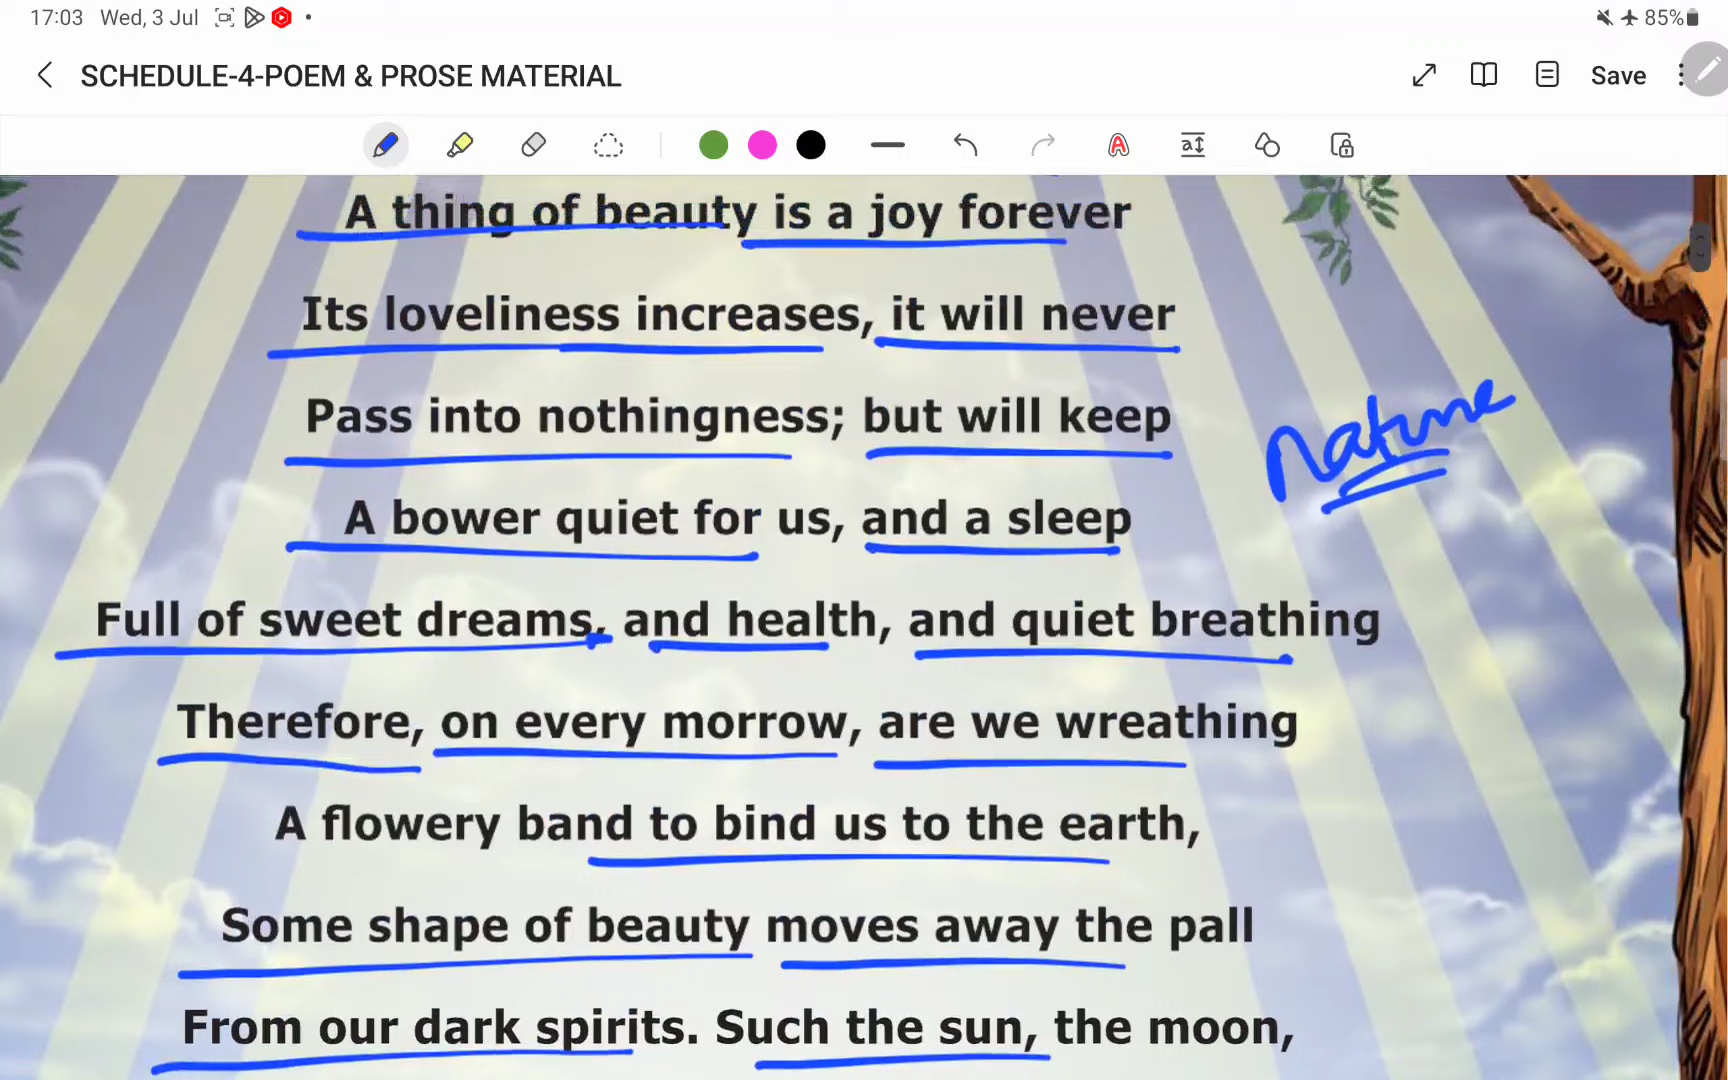 17:03 Wed, 3 Jul 85%
SCHEDULE-4-POEM & PROSE MATERIAL Save
A thing of beauty is a joy forever
Its loveliness increases, it will never
Pass into nothingness; but will keep
Nature
A bower quiet for us, and a sleep
Full of sweet dreams, and health, and quiet breathing
Therefore, on every morrow, are we wreathing
A flowery band to bind us to the earth,
Some shape of beauty moves away the pall
From our dark spirits. Such the sun, the moon,